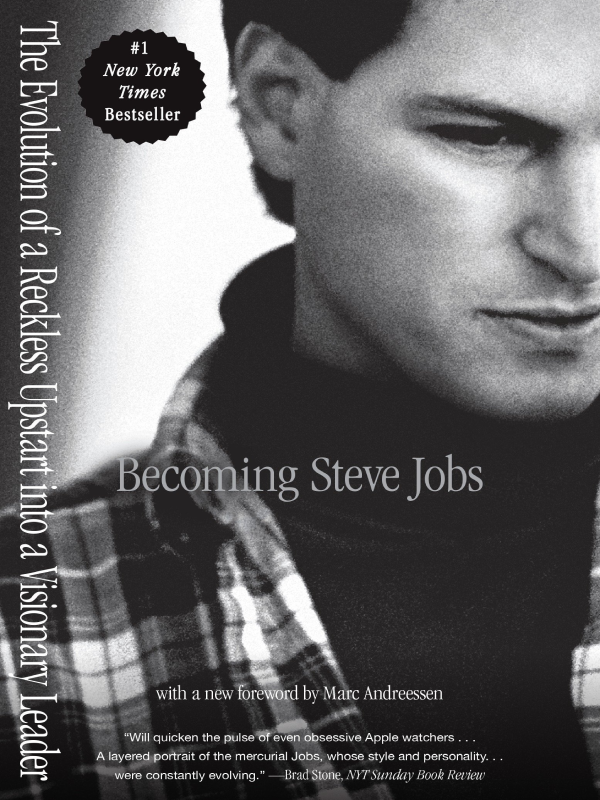 The Evolution of a Reckless Upstart into a Visionary Leader
#1
New York
Times
Bestseller
Becoming Steve Jobs
with a new foreword by Marc Andreessen
“Will quicken the pulse of even obsessive Apple watchers . . .
A layered portrait of the mercurial Jobs, whose style and personality. . .
were constantly evolving.” —Brad Stone, NYT Sunday Book Review